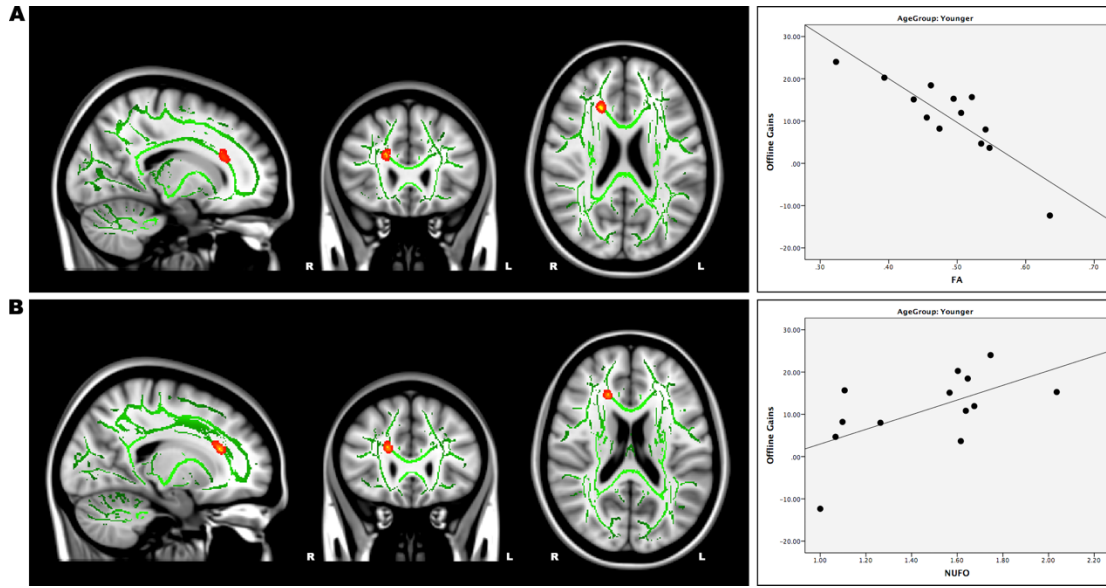 A
R
L
R
L
AgeGroup: Younger
Offline Gains
30.00
20.00
10.00
.00
-10.00
-20.00
.30
.40
.50
.60
.70
FA
B
R
L
R
L
AgeGroup: Younger
Offline Gains
30.00
20.00
10.00
.00
-10.00
-20.00
1.00
1.20
1.40
1.60
1.80
2.00
2.20
NUFO